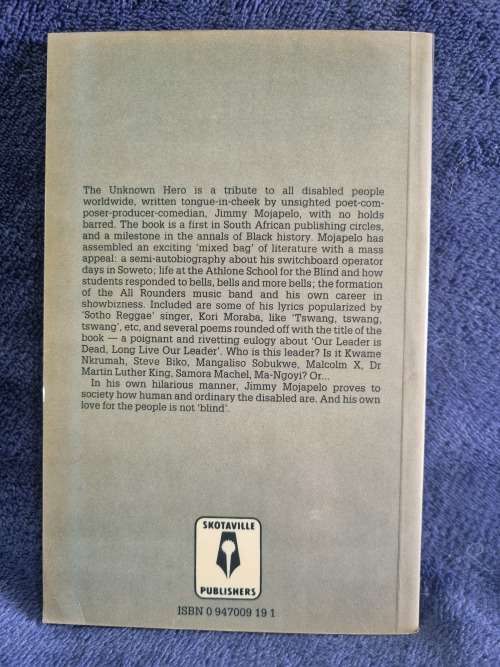 The Unknown Hero is a tribute to all disabled people
worldwide, written tongue-in-cheek by unsighted poet-com-
poser-producer-comedian, Jimmy Mojapelo, with no holds
barred. The book is a first in South African publishing circles,
and a milestone in the annals of Black history. Mojapelo has
assembled an exciting 'mixed bag' of literature with a mass
appeal: a semi-autobiography about his switchboard operator
days in Soweto; life at the Athlone School for the Blind and how
students responded to bells, bells and more bells; the formation
of the All Rounders music band and his own career in
showbizness. Included are some of his lyrics popularized by
'Sotho Reggae' singer, Kori Moraba, like 'Tswang, tswang,
tswang', etc, and several poems rounded off with the title of the
book — a poignant and rivetting eulogy about 'Our Leader is
Dead, Long Live Our Leader'. Who is this leader? Is it Kwame
Nkrumah, Steve Biko, Mangaliso Sobukwe, Malcolm X, Dr
Martin Luther King, Samora Machel, Ma-Ngoyi? Or...
In his own hilarious manner, Jimmy Mojapelo proves to
society how human and ordinary the disabled are. And his own
love for the people is not 'blind'.
SKOTAVILLE
PUBLISHERS
ISBN 0 947009 19 1